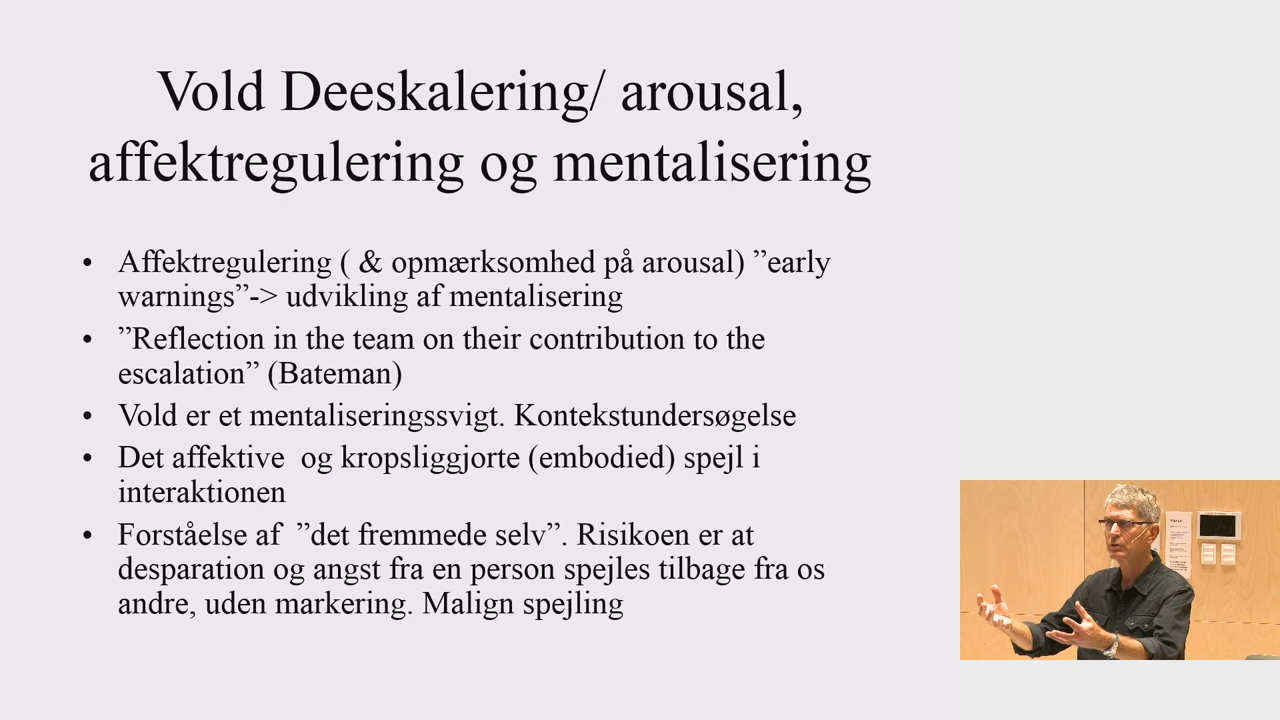 Vold Deeskalering/ arousal,
affektregulering og mentalisering
• Affektregulering ( & opmærksomhed på arousal) ”early
warnings”-> udvikling af mentalisering
• ”Reflection in the team on their contribution to the
escalation” (Bateman)
• Vold er et mentaliseringssvigt. Kontekstundersøgelse
• Det affektive  og kropsliggjorte (embodied) spejl i
interaktionen
• Forståelse af  ”det fremmede selv”. Risikoen er at
desparation og angst fra en person spejles tilbage fra os
andre, uden markering. Malign spejling